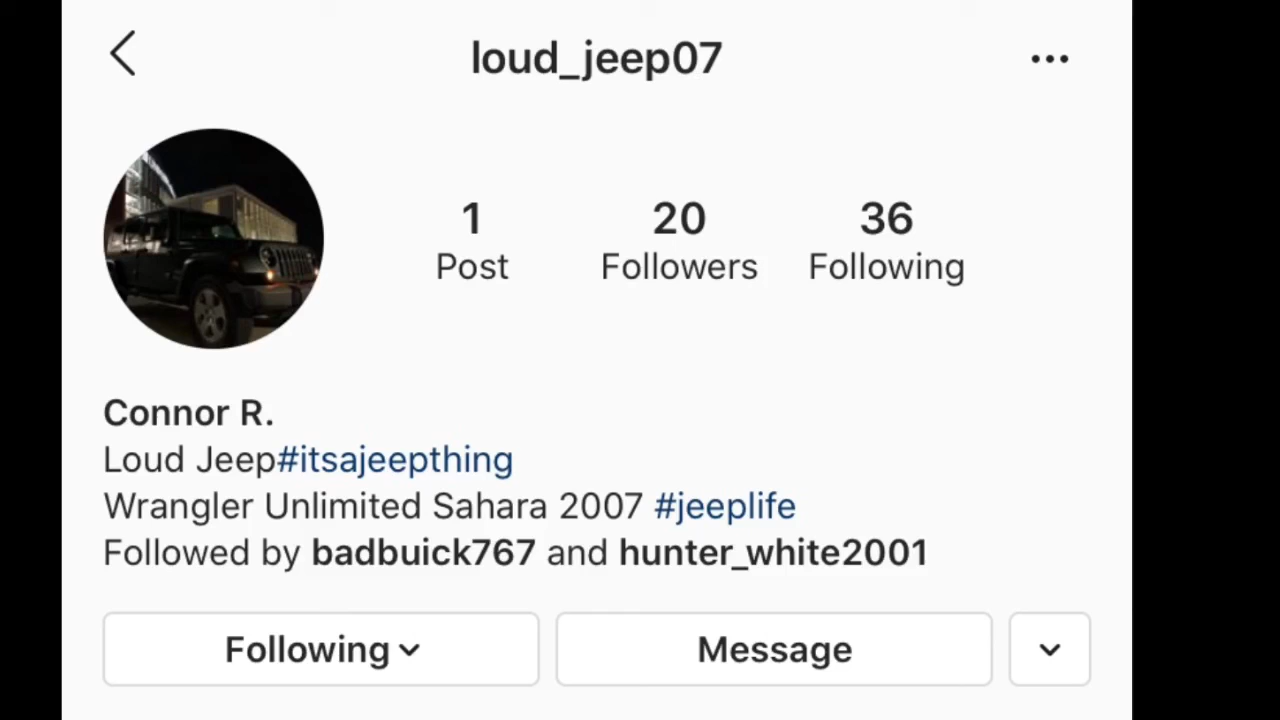 loud_jeep07
1 20 36
Post Followers Following
Connor R.
Loud Jeep#itsajeepthing
Wrangler Unlimited Sahara 2007 #jeeplife
Followed by badbuick767 and hunter_white2001
Following Message